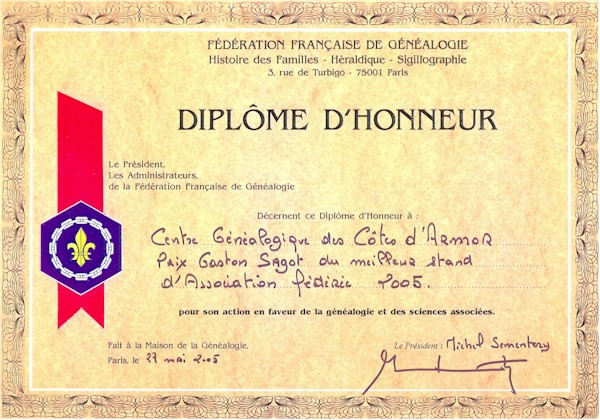 FÉDÉRATION FRANÇAISE DE GÉNÉALOGIE
Histoire des Familles - Héraldique - Sigillographie
3, rue de Turbigo - 75001 Paris
DIPLÔME D'HONNEUR
Le Président,
Les Administrateurs,
de la Fédération Française de Généalogie
Décernent ce Diplôme d'Honneur à :
Centre Généalogique des Côtes d'Armor
Prix Gaston Sagot du meilleur stand
d'Association fédérée 2005.
pour son action en faveur de la généalogie et des sciences associées.
Fait à la Maison de la Généalogie,
Paris, le 27 mai 2005
Le Président : Michel Sementery